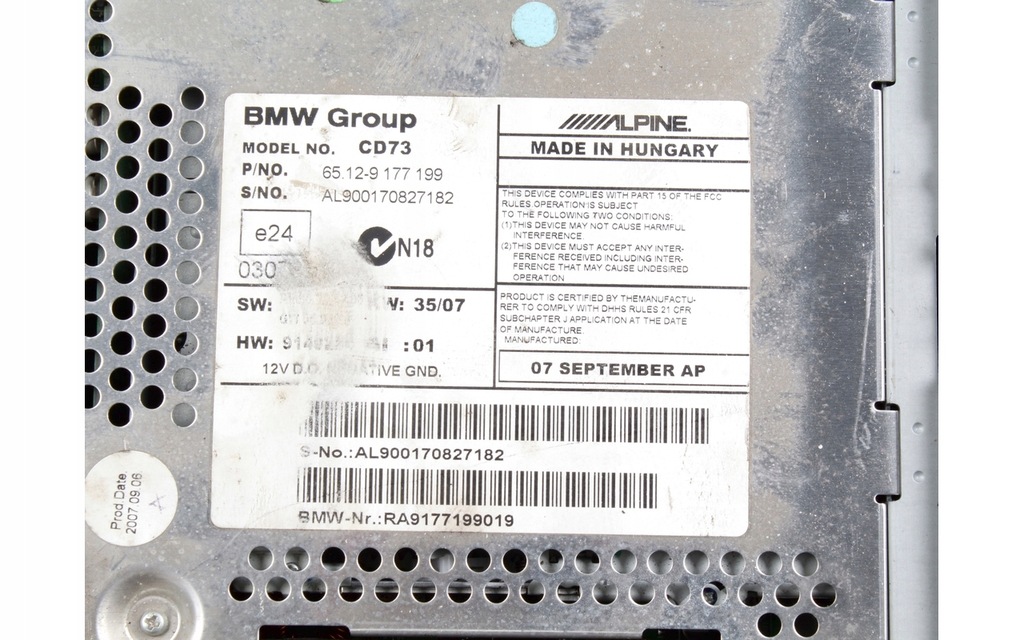 BMW Group
MODEL NO. CD73
P/NO. 65.12-9 177 199
S/NO. AL900170827182
e24
N18
SW: KW: 35/07
HW: :01
12V D.C. NEGATIVE GND.
ALPINE.
MADE IN HUNGARY
THIS DEVICE COMPLIES WITH PART 15 OF THE FCC
RULES.OPERATION IS SUBJECT
TO THE FOLLOWING TWO CONDITIONS:
(1)THIS DEVICE MAY NOT CAUSE HARMFUL
INTERFERENCE.
(2)THIS DEVICE MUST ACCEPT ANY INTER-
FERENCE RECEIVED INCLUDING INTER-
FERENCE THAT MAY CAUSE UNDESIRED
OPERATION
PRODUCT IS CERTIFIED BY THEMANUFACTU-
RER TO COMPLY WITH DHHS RULES 21 CFR
SUBCHAPTER J APPLICATION AT THE DATE
OF MANUFACTURE.
MANUFACTURED:
07 SEPTEMBER AP
S-No.:AL900170827182
BMW-Nr.:RA9177199019
Prod.Date.
2007.09.06